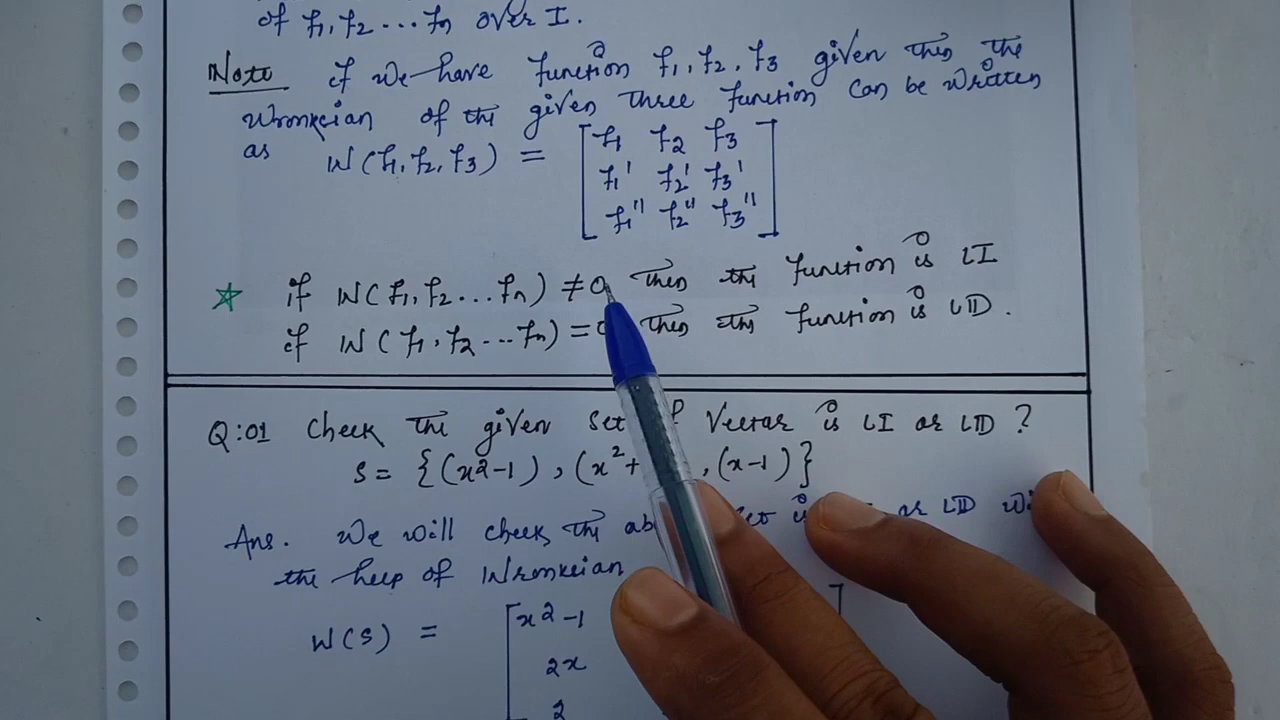 of f1, f2 ... fn over I.
Note if we have function f1, f2, f3 given then the
Wronkcian of the given three function can be written
as W(f1, f2, f3) = [f1 f2 f3
f1' f2' f3'
f1'' f2'' f3'']
☆ if W(f1, f2 ... fn) ≠ 0 then the function is LI
if W(f1, f2 ... fn) = 0 then the function is LD.
Q:01 Check the given set of Vector is LI or LD ?
S = {(x2-1), (x²+ , (x-1)}
Ans. We will check the set is or LD
the help of Wronkcian
W(S) = [x2-1
2x
2